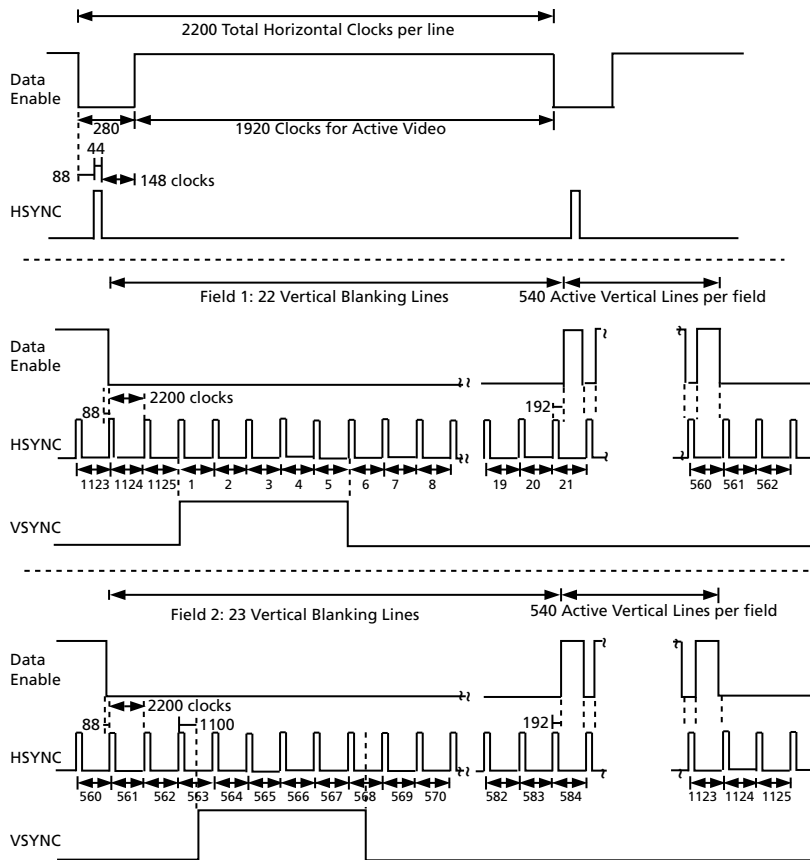 2200 Total Horizontal Clocks per line
Data
Enable
280
1920 Clocks for Active Video
44
88
148 clocks
HSYNC
Field 1: 22 Vertical Blanking Lines
540 Active Vertical Lines per field
Data
Enable
2200 clocks
88
192
HSYNC
1123 1124 1125 1 2 3 4 5 6 7 8 19 20 21 560 561 562
VSYNC
Field 2: 23 Vertical Blanking Lines
540 Active Vertical Lines per field
Data
Enable
2200 clocks
88
1100
192
HSYNC
560 561 562 563 564 565 566 567 568 569 570 582 583 584 1123 1124 1125
VSYNC